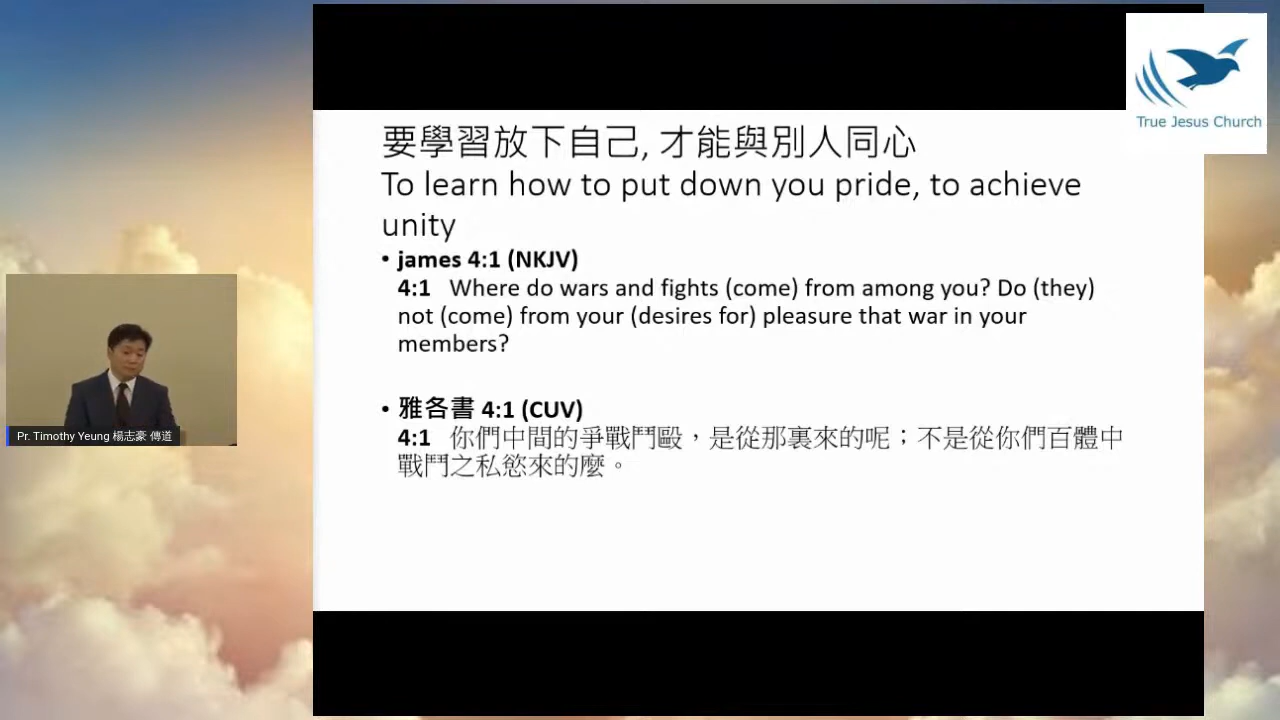 要學習放下自己, 才能與別人同心
To learn how to put down you pride, to achieve
unity
• james 4:1 (NKJV)
4:1 Where do wars and fights (come) from among you? Do (they)
not (come) from your (desires for) pleasure that war in your
members?
• 雅各書 4:1 (CUV)
4:1 你們中間的爭戰鬥毆，是從那裏來的呢；不是從你們百體中
戰鬥之私慾來的麼。
True Jesus Church
Pr. Timothy Yeung 楊志豪 傳道